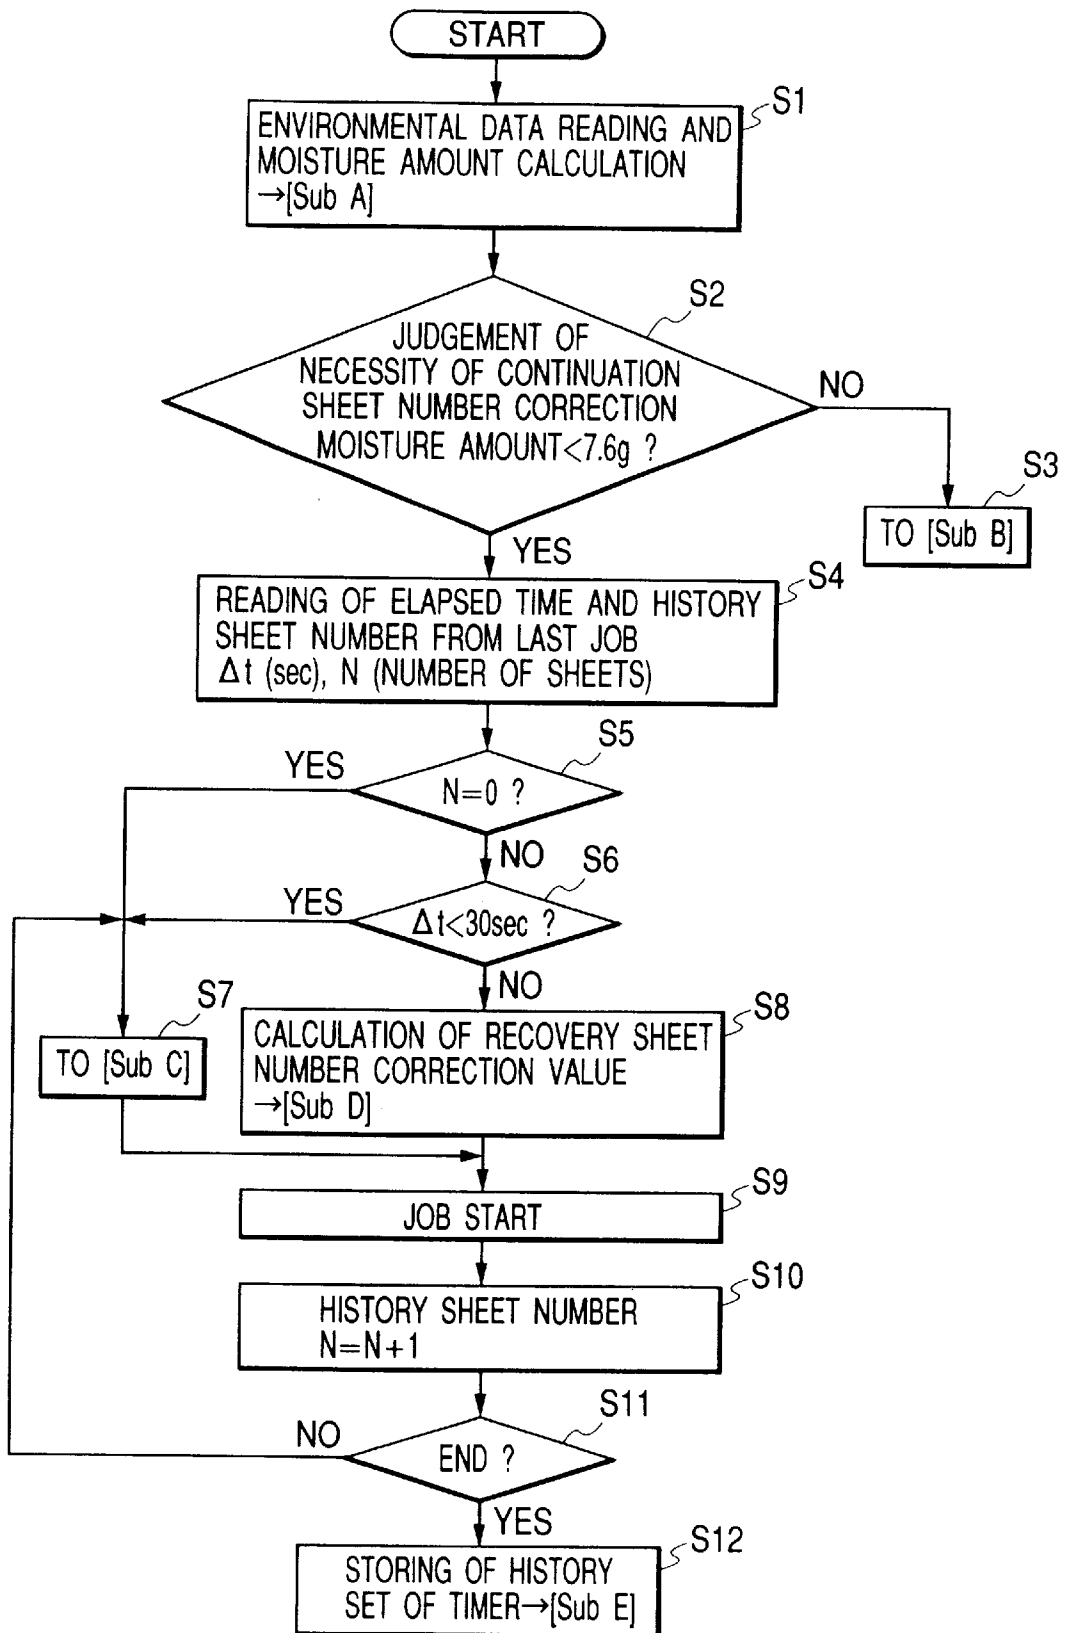 START
S1
ENVIRONMENTAL DATA READING AND
MOISTURE AMOUNT CALCULATION
→[Sub A]
S2
JUDGEMENT OF
NECESSITY OF CONTINUATION
SHEET NUMBER CORRECTION
MOISTURE AMOUNT<7.6g ?
NO
S3
TO [Sub B]
YES
S4
READING OF ELAPSED TIME AND HISTORY
SHEET NUMBER FROM LAST JOB
Δt (sec), N (NUMBER OF SHEETS)
S5
YES
N=0 ?
NO
S6
YES
Δt<30sec ?
NO
S7
TO [Sub C]
S8
CALCULATION OF RECOVERY SHEET
NUMBER CORRECTION VALUE
→[Sub D]
S9
JOB START
S10
HISTORY SHEET NUMBER
N=N+1
S11
NO
END ?
YES
S12
STORING OF HISTORY
SET OF TIMER→[Sub E]